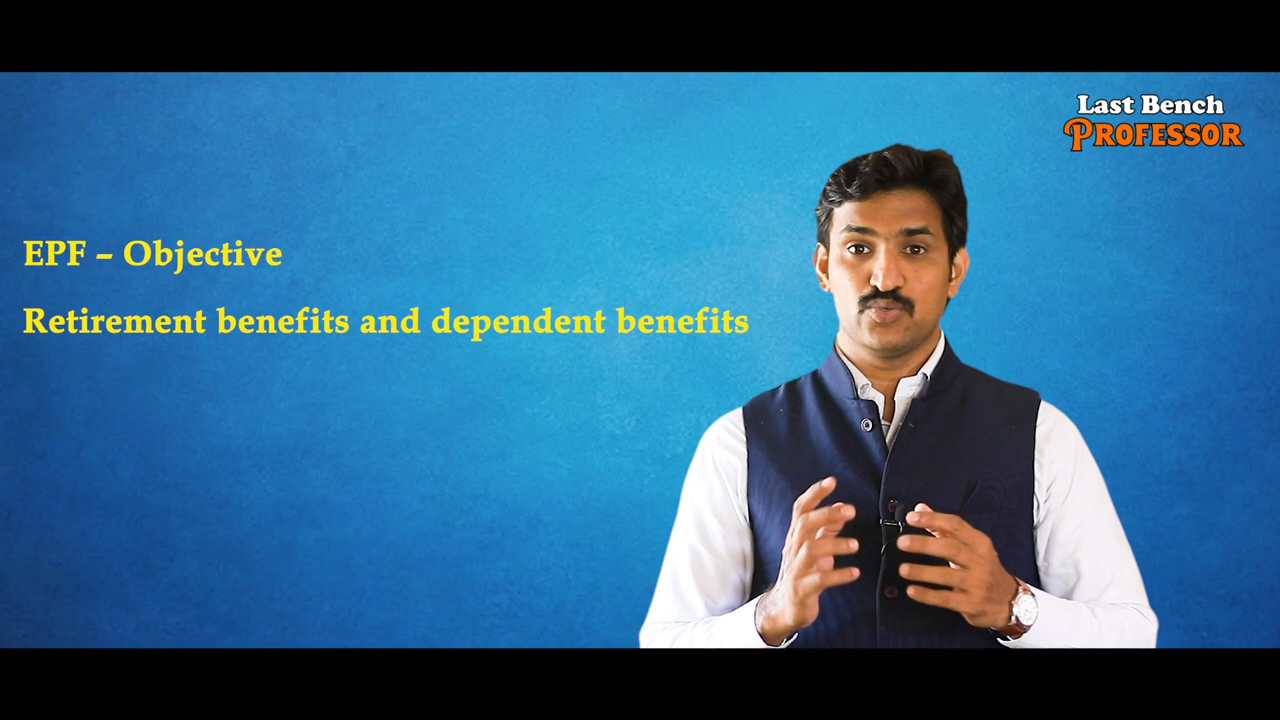 Last Bench
PROFESSOR
EPF – Objective
Retirement benefits and dependent benefits